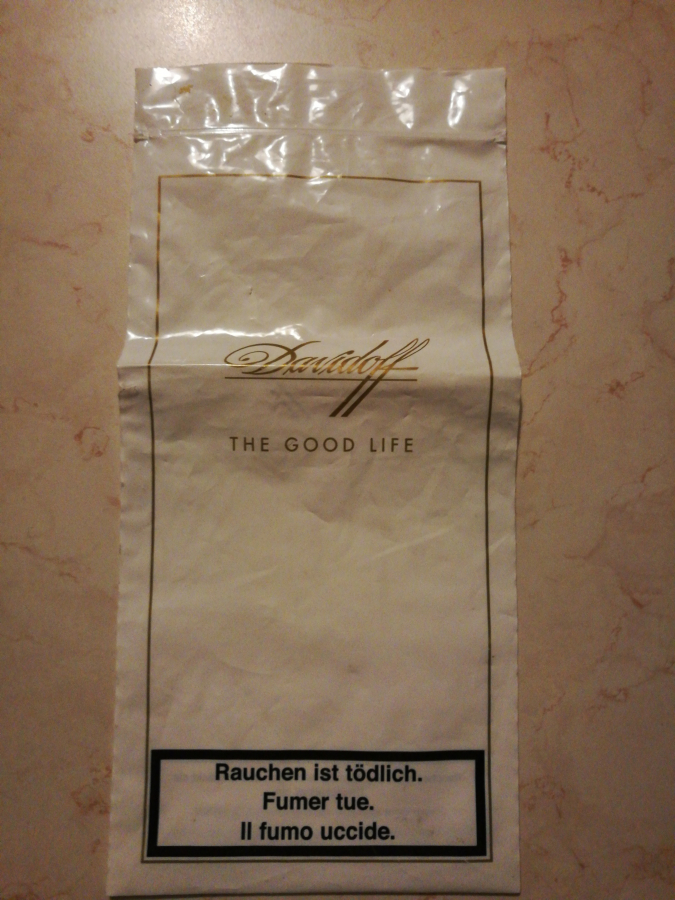 Davidoff
THE GOOD LIFE
Rauchen ist tödlich.
Fumer tue.
Il fumo uccide.